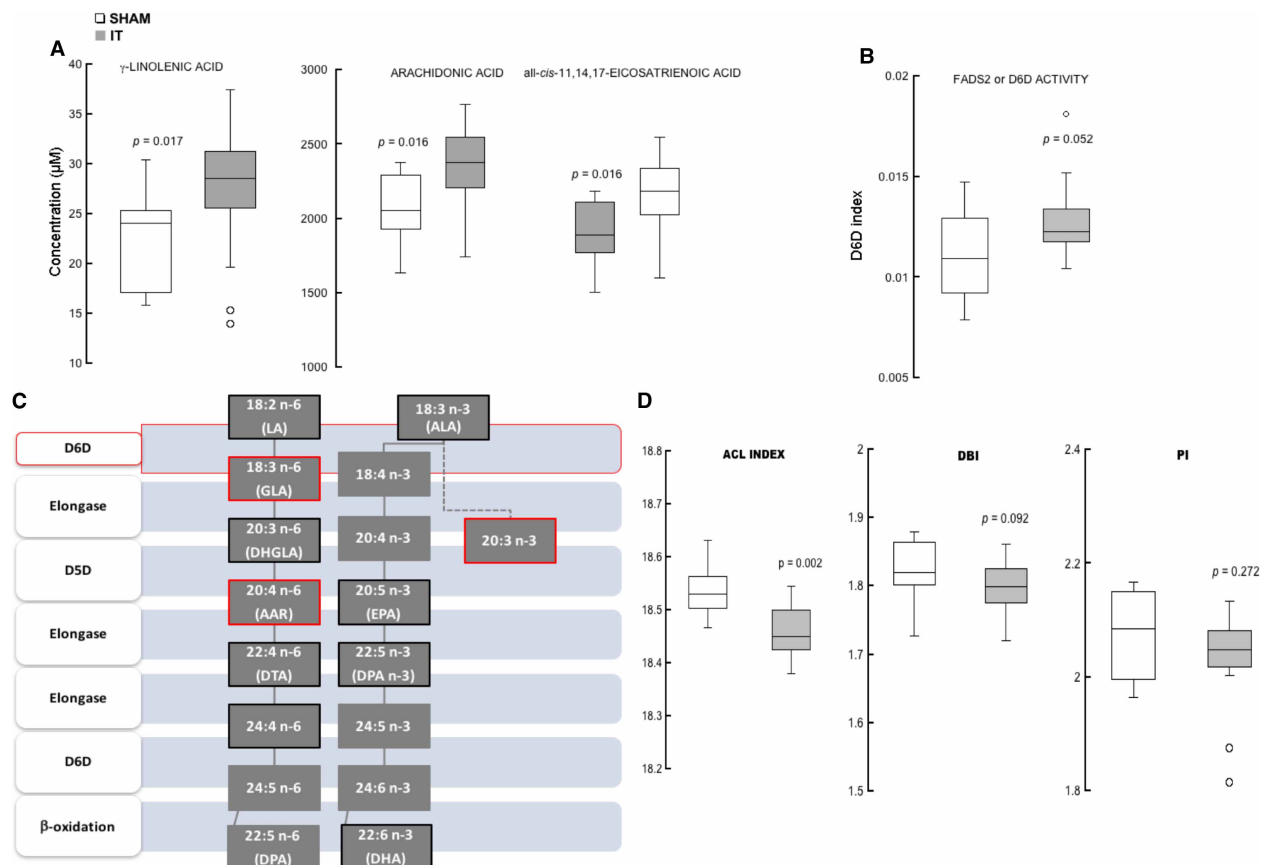 SHAM
IT
A
γ-LINOLENIC ACID
ARACHIDONIC ACID
all-cis-11,14,17-EICOSATRIENOIC ACID
Concentration (µM)
40
35
30
25
20
15
10
p = 0.017
3000
2500
2000
1500
1000
p = 0.016
p = 0.016
B
FADS2 or D6D ACTIVITY
D6D index
0.02
0.015
0.01
0.005
p = 0.052
C
D6D
Elongase
D5D
Elongase
Elongase
D6D
β-oxidation
18:2 n-6
(LA)
18:3 n-6
(GLA)
20:3 n-6
(DHGLA)
20:4 n-6
(AAR)
22:4 n-6
(DTA)
24:4 n-6
24:5 n-6
22:5 n-6
(DPA)
18:3 n-3
(ALA)
18:4 n-3
20:4 n-3
20:3 n-3
20:5 n-3
(EPA)
22:5 n-3
(DPA n-3)
24:5 n-3
24:6 n-3
22:6 n-3
(DHA)
D
ACL INDEX
18.8
18.7
18.6
18.5
18.4
18.3
18.2
p = 0.002
DBI
2
1.9
1.8
1.7
1.6
1.5
p = 0.092
PI
2.4
2.2
2
1.8
p = 0.272